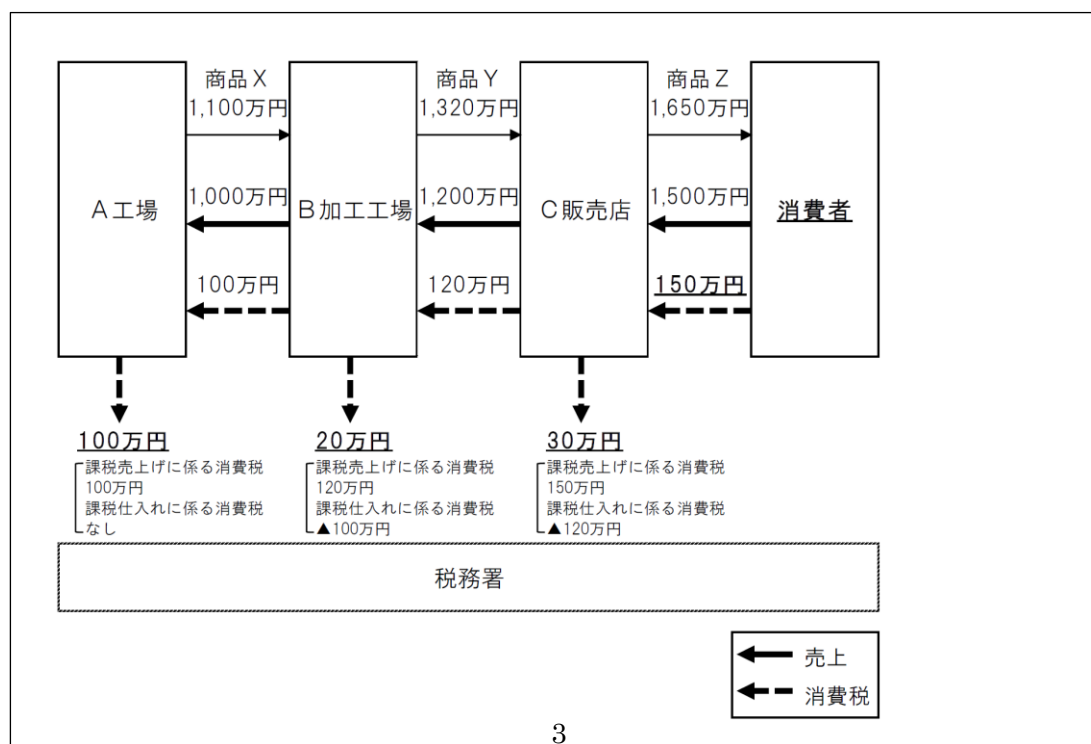 商品X
商品Y
商品Z
1,100万円
1,320万円
1,650万円
A工場
1,000万円
B加工工場
1,200万円
C販売店
1,500万円
消費者
100万円
120万円
150万円
100万円
課税売上げに係る消費税
100万円
課税仕入れに係る消費税
なし
20万円
課税売上げに係る消費税
120万円
課税仕入れに係る消費税
▲100万円
30万円
課税売上げに係る消費税
150万円
課税仕入れに係る消費税
▲120万円
税務署
売上
消費税
3